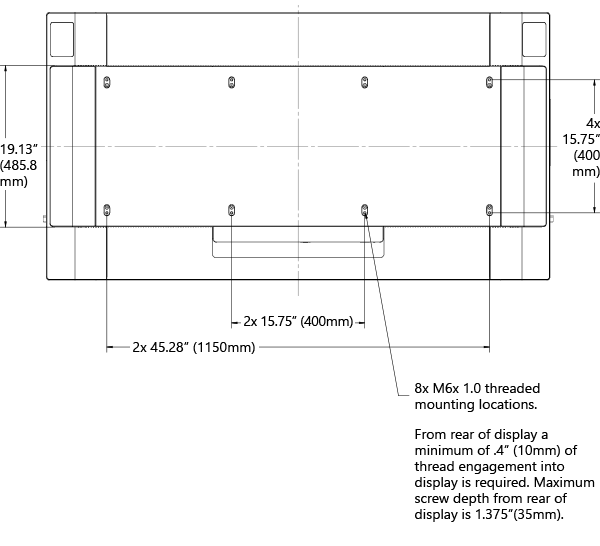 19.13”
(485.8
mm)
4x
15.75”
(400
mm)
2x 15.75” (400mm)
2x 45.28” (1150mm)
8x M6x 1.0 threaded
mounting locations.
From rear of display a
minimum of .4” (10mm) of
thread engagement into
display is required. Maximum
screw depth from rear of
display is 1.375”(35mm).